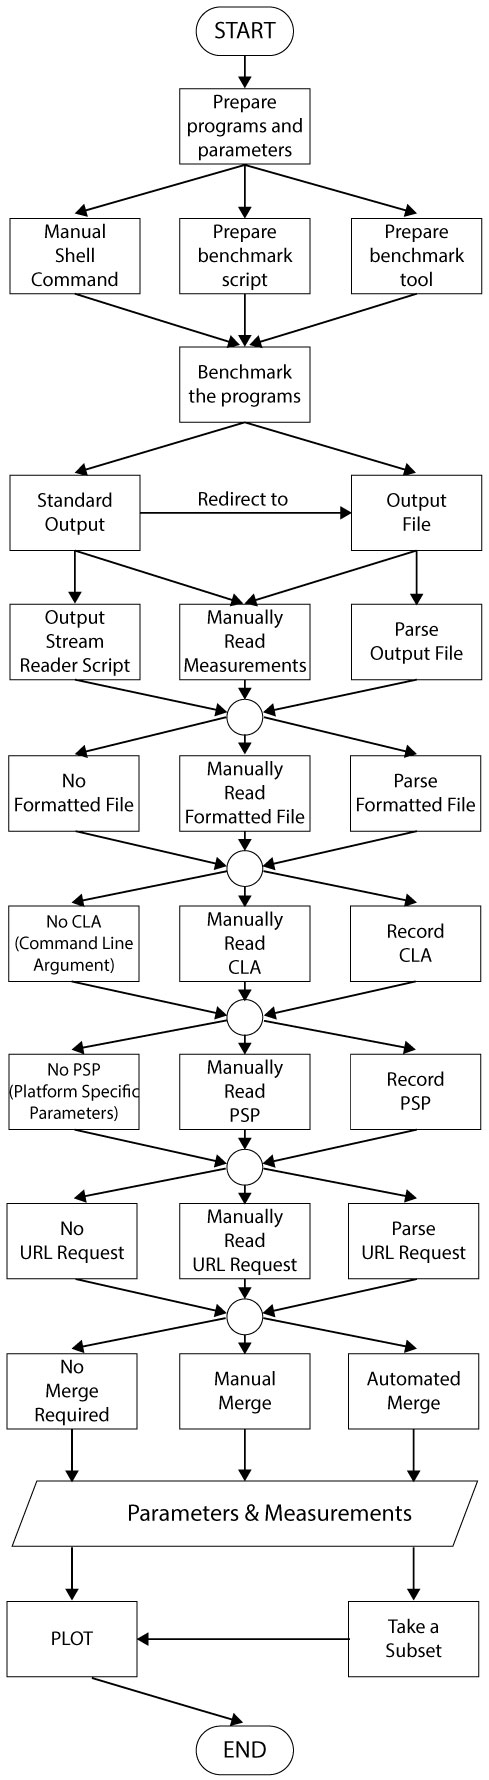 START
Prepare
programs and
parameters
Manual
Shell
Command
Prepare
benchmark
script
Prepare
benchmark
tool
Benchmark
the programs
Standard
Output
Redirect to
Output
File
Output
Stream
Reader Script
Manually
Read
Measurements
Parse
Output File
No
Formatted File
Manually
Read
Formatted File
Parse
Formatted File
No CLA
(Command Line
Argument)
Manually
Read
CLA
Record
CLA
No PSP
(Platform Specific
Parameters)
Manually
Read
PSP
Record
PSP
No
URL Request
Manually
Read
URL Request
Parse
URL Request
No
Merge
Required
Manual
Merge
Automated
Merge
Parameters & Measurements
PLOT
Take a
Subset
END